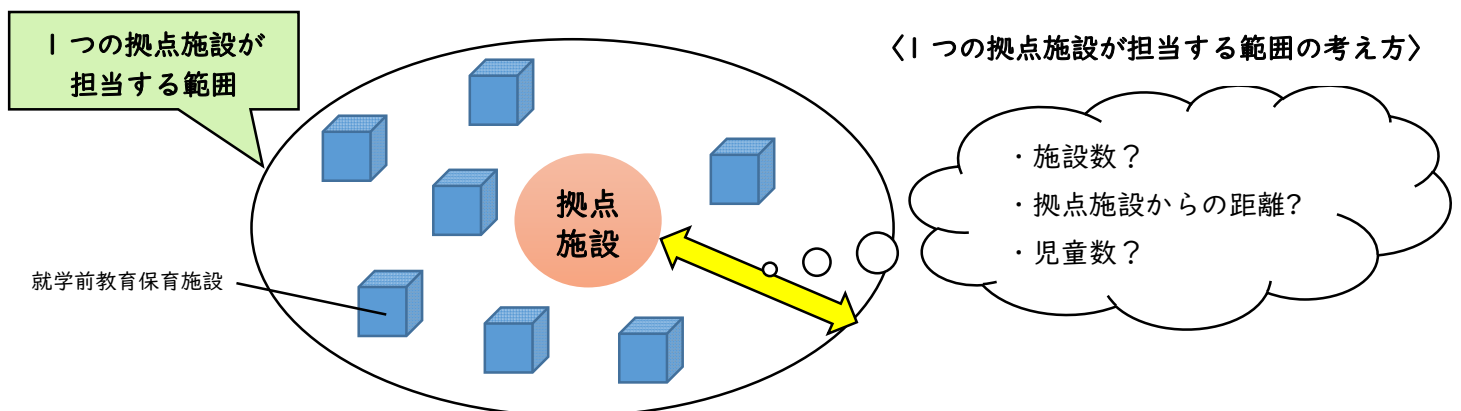 1つの拠点施設が
担当する範囲
〈1つの拠点施設が担当する範囲の考え方〉
・施設数？
・拠点施設からの距離?
・児童数？
拠点
施設
就学前教育保育施設